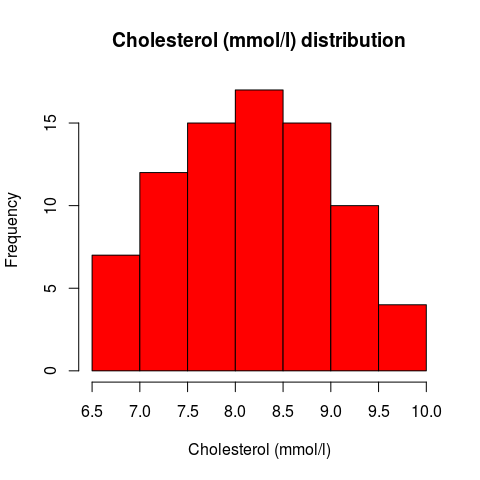 Cholesterol (mmol/l) distribution
Frequency
15
10
5
0
6.5 7.0 7.5 8.0 8.5 9.0 9.5 10.0
Cholesterol (mmol/l)